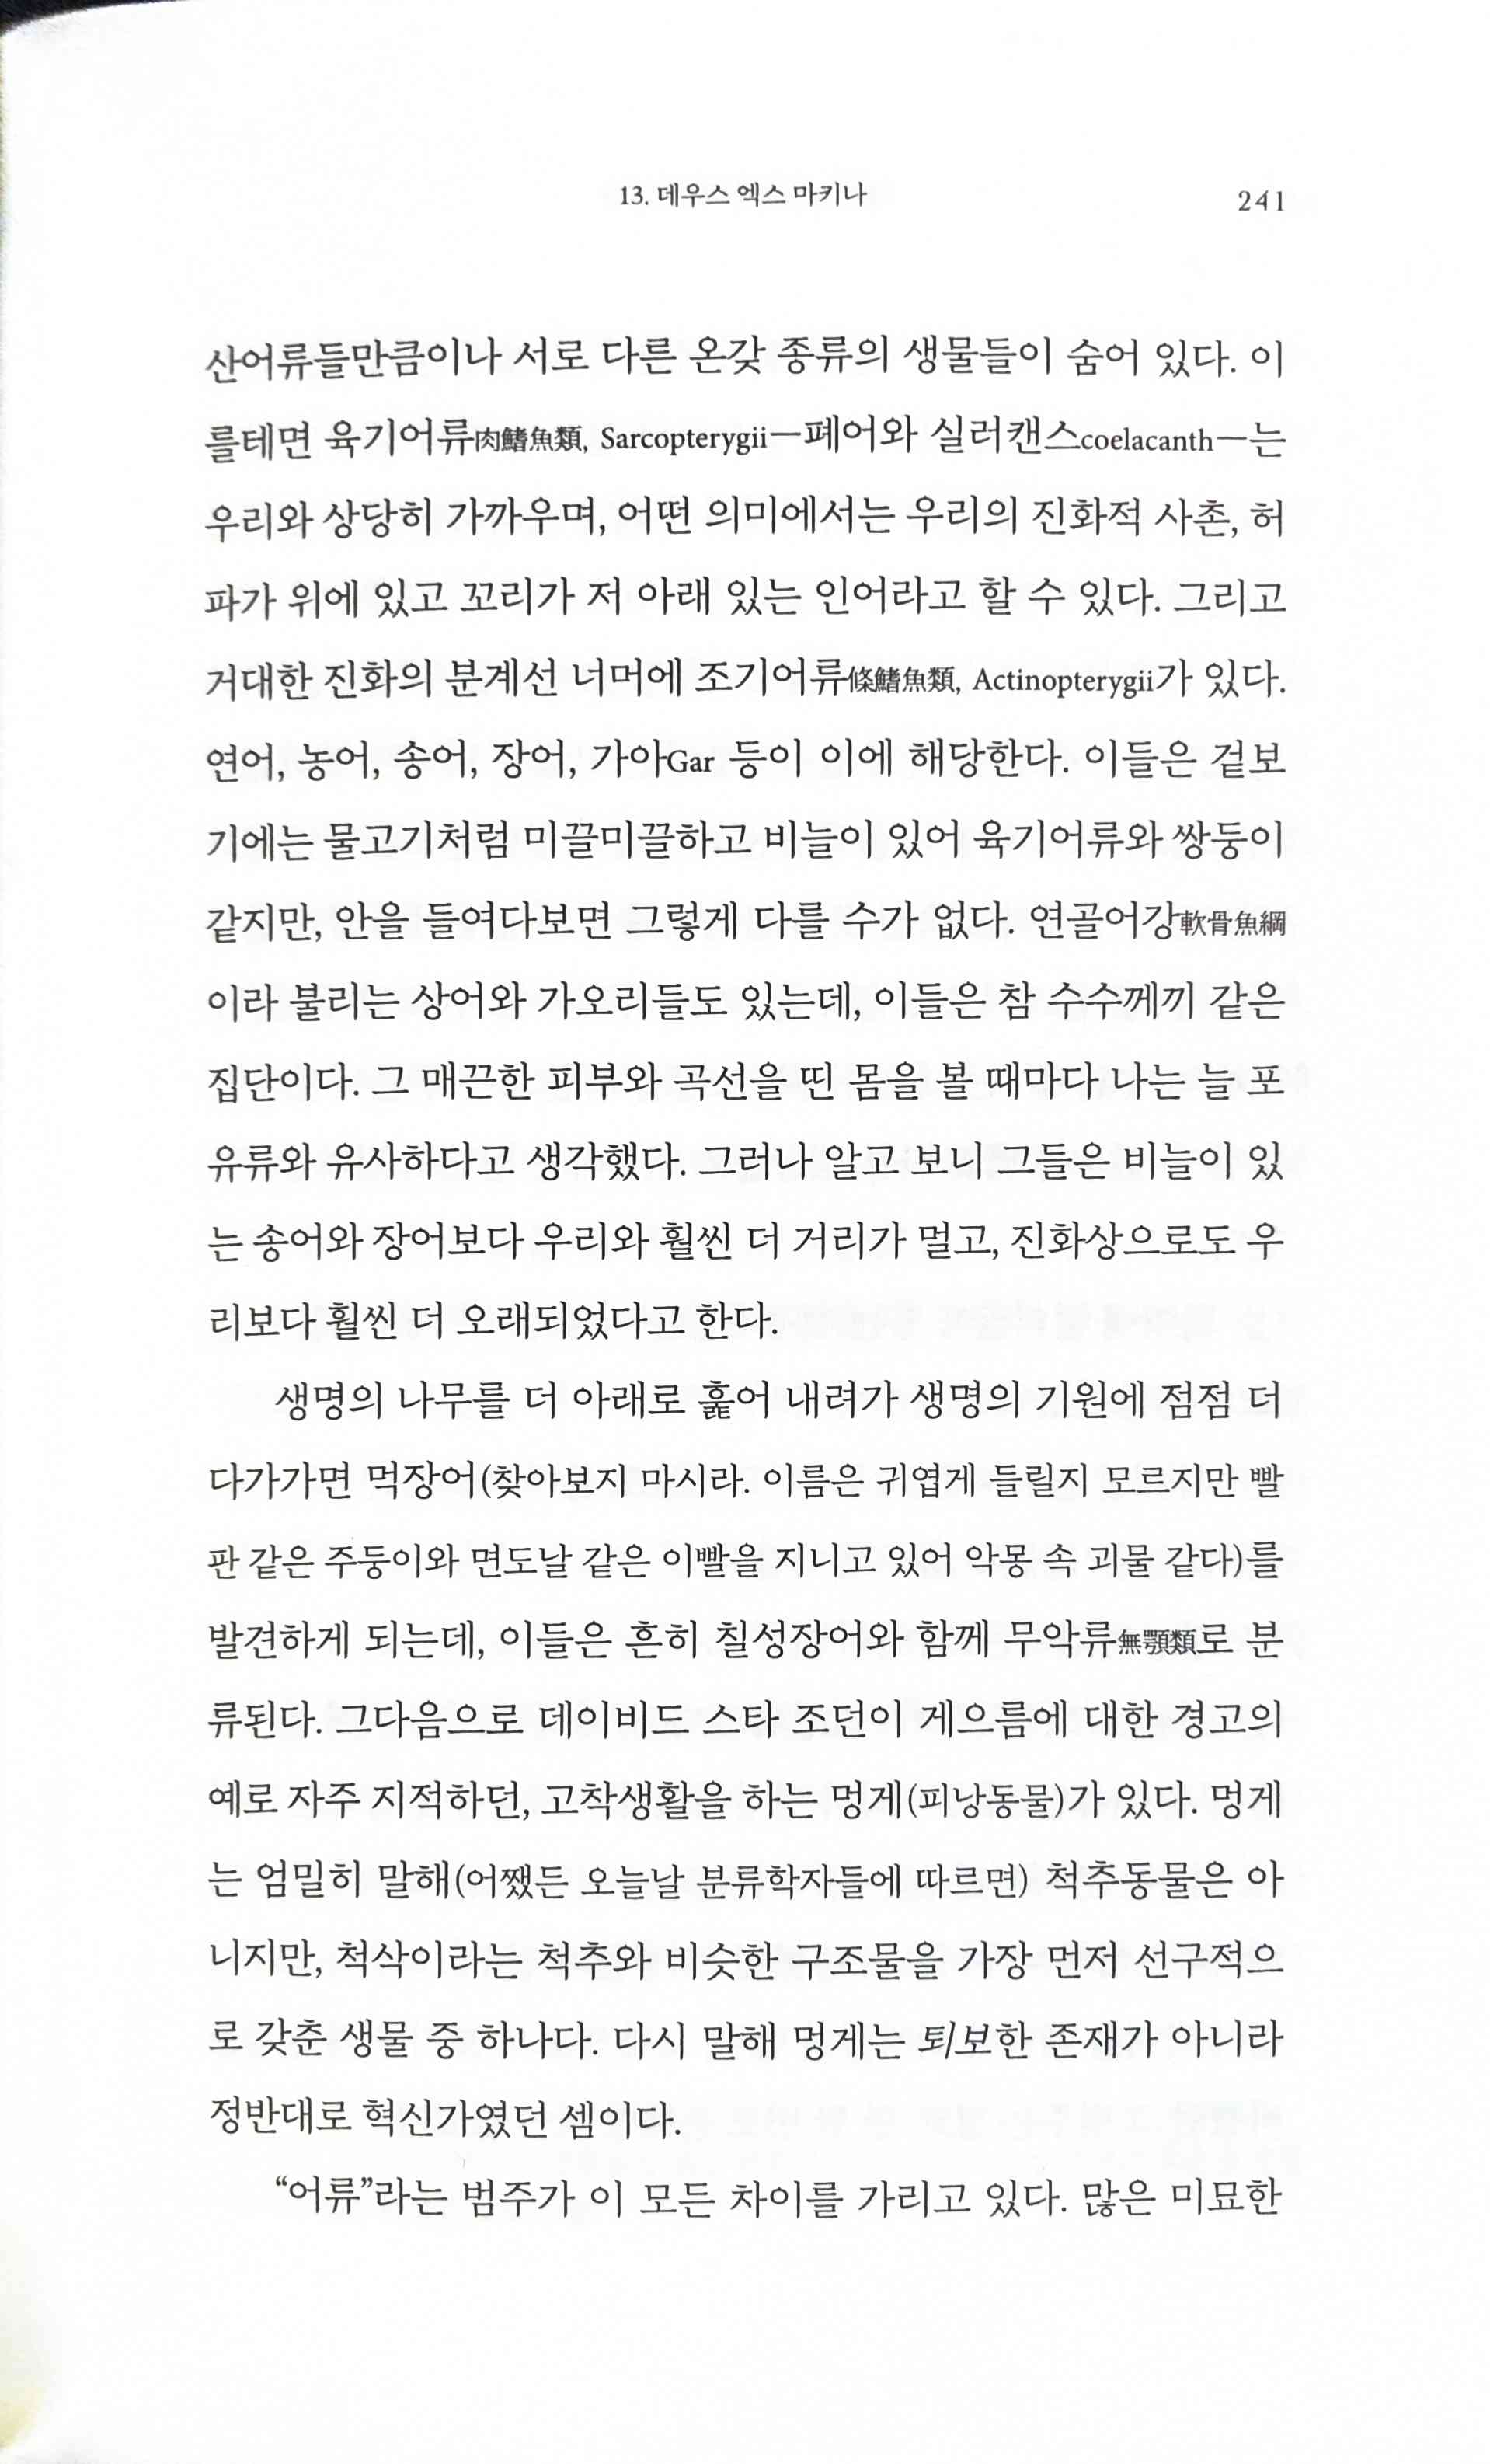 13. 데우스 엑스 마키나
241
산어류들만큼이나 서로 다른 온갖 종류의 생물들이 숨어 있다. 이
를테면 육기어류肉鰭魚類, Sarcopterygii—폐어와 실러캔스coelacanth—는
우리와 상당히 가까우며, 어떤 의미에서는 우리의 진화적 사촌, 허
파가 위에 있고 꼬리가 저 아래 있는 인어라고 할 수 있다. 그리고
거대한 진화의 분계선 너머에 조기어류條鰭魚類, Actinopterygii가 있다.
연어, 농어, 송어, 장어, 가아Gar 등이 이에 해당한다. 이들은 겉보
기에는 물고기처럼 미끌미끌하고 비늘이 있어 육기어류와 쌍둥이
같지만, 안을 들여다보면 그렇게 다를 수가 없다. 연골어강軟骨魚綱
이라 불리는 상어와 가오리들도 있는데, 이들은 참 수수께끼 같은
집단이다. 그 매끈한 피부와 곡선을 띤 몸을 볼 때마다 나는 늘 포
유류와 유사하다고 생각했다. 그러나 알고 보니 그들은 비늘이 있
는 송어와 장어보다 우리와 훨씬 더 거리가 멀고, 진화상으로도 우
리보다 훨씬 더 오래되었다고 한다.
생명의 나무를 더 아래로 훑어 내려가 생명의 기원에 점점 더
다가가면 먹장어(찾아보지 마시라. 이름은 귀엽게 들릴지 모르지만 빨
판 같은 주둥이와 면도날 같은 이빨을 지니고 있어 악몽 속 괴물 같다)를
발견하게 되는데, 이들은 흔히 칠성장어와 함께 무악류無顎類로 분
류된다. 그다음으로 데이비드 스타 조던이 게으름에 대한 경고의
예로 자주 지적하던, 고착생활을 하는 멍게(피낭동물)가 있다. 멍게
는 엄밀히 말해(어쨌든 오늘날 분류학자들에 따르면) 척추동물은 아
니지만, 척삭이라는 척추와 비슷한 구조물을 가장 먼저 선구적으
로 갖춘 생물 중 하나다. 다시 말해 멍게는 퇴보한 존재가 아니라
정반대로 혁신가였던 셈이다.
“어류”라는 범주가 이 모든 차이를 가리고 있다. 많은 미묘한